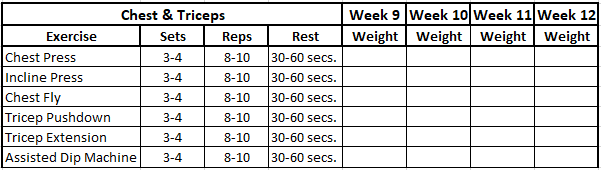 Chest & Triceps Week 9 Week 10 Week 11 Week 12
Exercise Sets Reps Rest Weight Weight Weight Weight
Chest Press 3-4 8-10 30-60 secs.
Incline Press 3-4 8-10 30-60 secs.
Chest Fly 3-4 8-10 30-60 secs.
Tricep Pushdown 3-4 8-10 30-60 secs.
Tricep Extension 3-4 8-10 30-60 secs.
Assisted Dip Machine 3-4 8-10 30-60 secs.